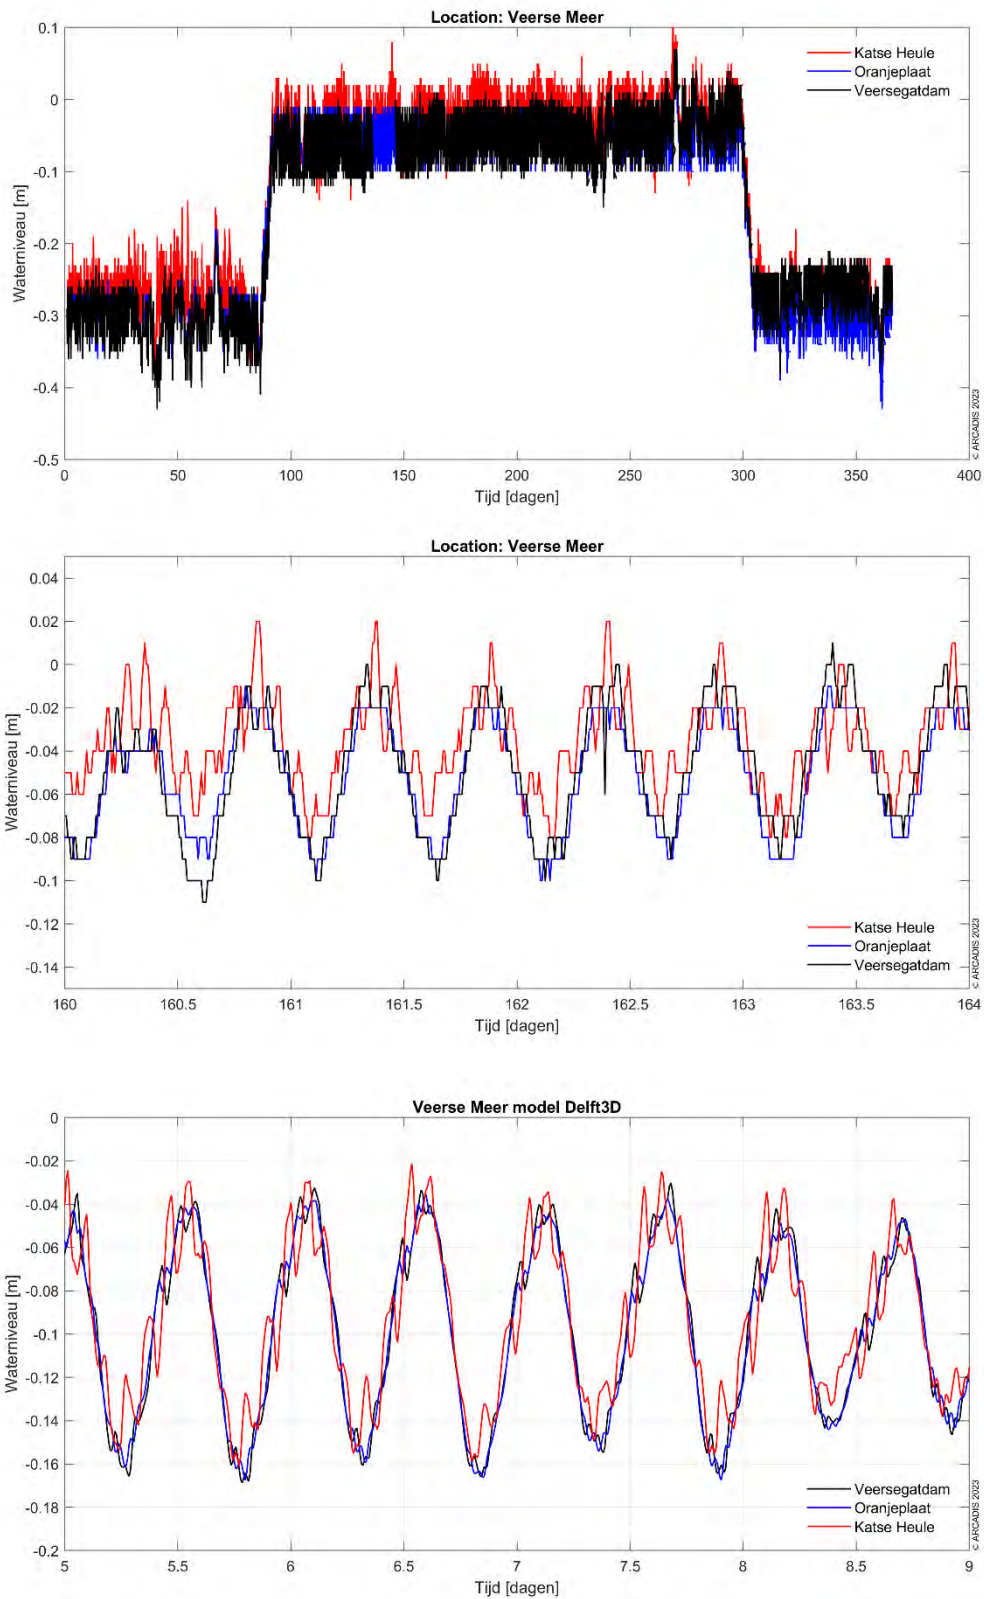 Location: Veerse Meer
Waterniveau [m]
0.1
0
-0.1
-0.2
-0.3
-0.4
-0.5
Katse Heule
Oranjeplaat
Veersegatdam
0
50
100
150
200
250
300
350
400
Tijd [dagen]
© ARCADIS 2023
Location: Veerse Meer
Waterniveau [m]
0.04
0.02
0
-0.02
-0.04
-0.06
-0.08
-0.1
-0.12
-0.14
Katse Heule
Oranjeplaat
Veersegatdam
160
160.5
161
161.5
162
162.5
163
163.5
164
Tijd [dagen]
© ARCADIS 2023
Veerse Meer model Delft3D
Waterniveau [m]
0
-0.02
-0.04
-0.06
-0.08
-0.1
-0.12
-0.14
-0.16
-0.18
-0.2
Veersegatdam
Oranjeplaat
Katse Heule
5
5.5
6
6.5
7
7.5
8
8.5
9
Tijd [dagen]
© ARCADIS 2023